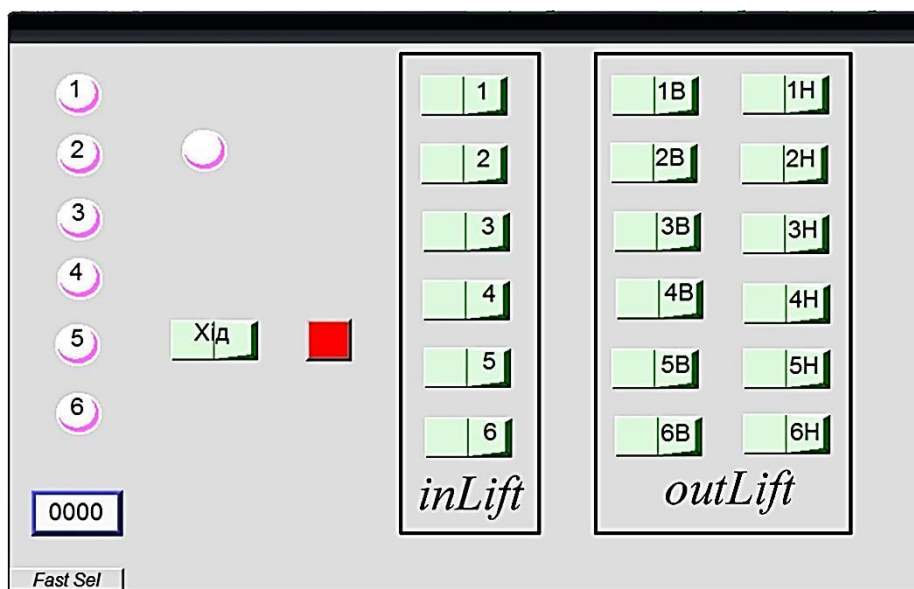 1
2
3
4
5
6
Хід
0000
Fast Sel
1
2
3
4
5
6
inLift
1В 1Н
2В 2Н
3В 3Н
4В 4Н
5В 5Н
6В 6Н
outLift